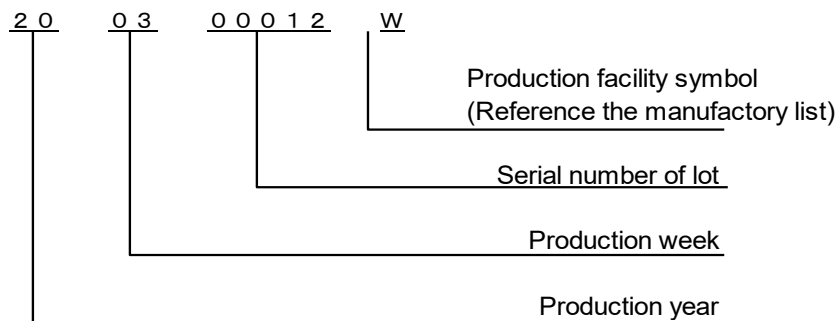 ２０ ０３ ０００１２ W
Production facility symbol
(Reference the manufactory list)
Serial number of lot
Production week
Production year